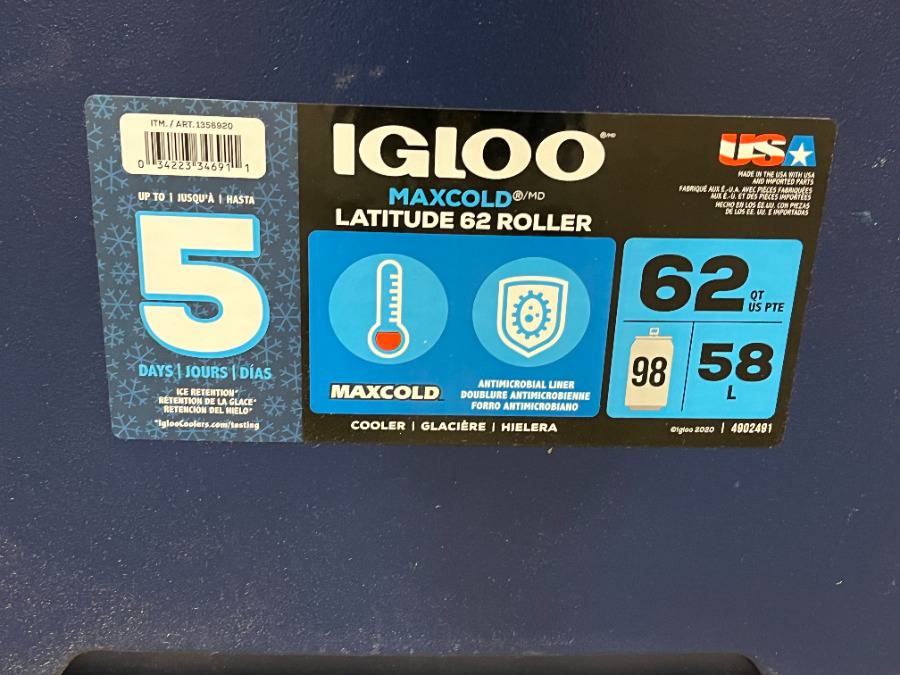 ITM. / ART. 1356920
0 34223 34691 1
UP TO | JUSQU'À | HASTA
5
DAYS | JOURS | DÍAS
ICE RETENTION*
RÉTENTION DE LA GLACE*
RETENCIÓN DEL HIELO*
*IglooCoolers.com/testing
IGLOO®/MD
MAXCOLD®/MD
LATITUDE 62 ROLLER
MAXCOLD
ANTIMICROBIAL LINER
DOUBLURE ANTIMICROBIENNE
FORRO ANTIMICROBIANO
COOLER | GLACIÈRE | HIELERA
USA
MADE IN THE USA WITH USA
AND IMPORTED PARTS
FABRIQUÉ AUX É.-U.A. AVEC PIÈCES FABRIQUÉES
AUX É.-U. ET DES PIÈCES IMPORTÉES
HECHO EN LOS EE.UU. CON PIEZAS
DE LOS EE. UU. E IMPORTADAS
62 QT
US PTE
98
58
L
©Igloo 2020 | 4902491